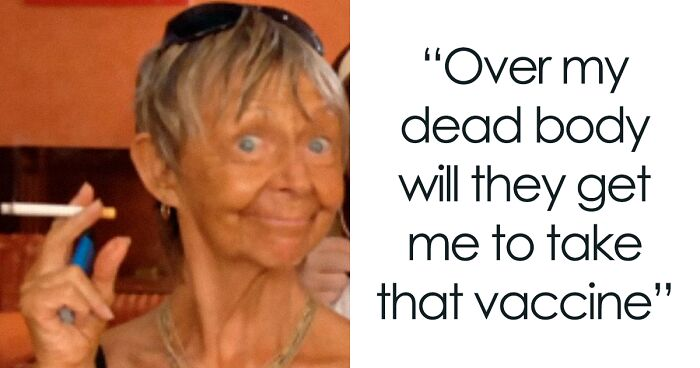 “Over my
dead body
will they get
me to take
that vaccine”